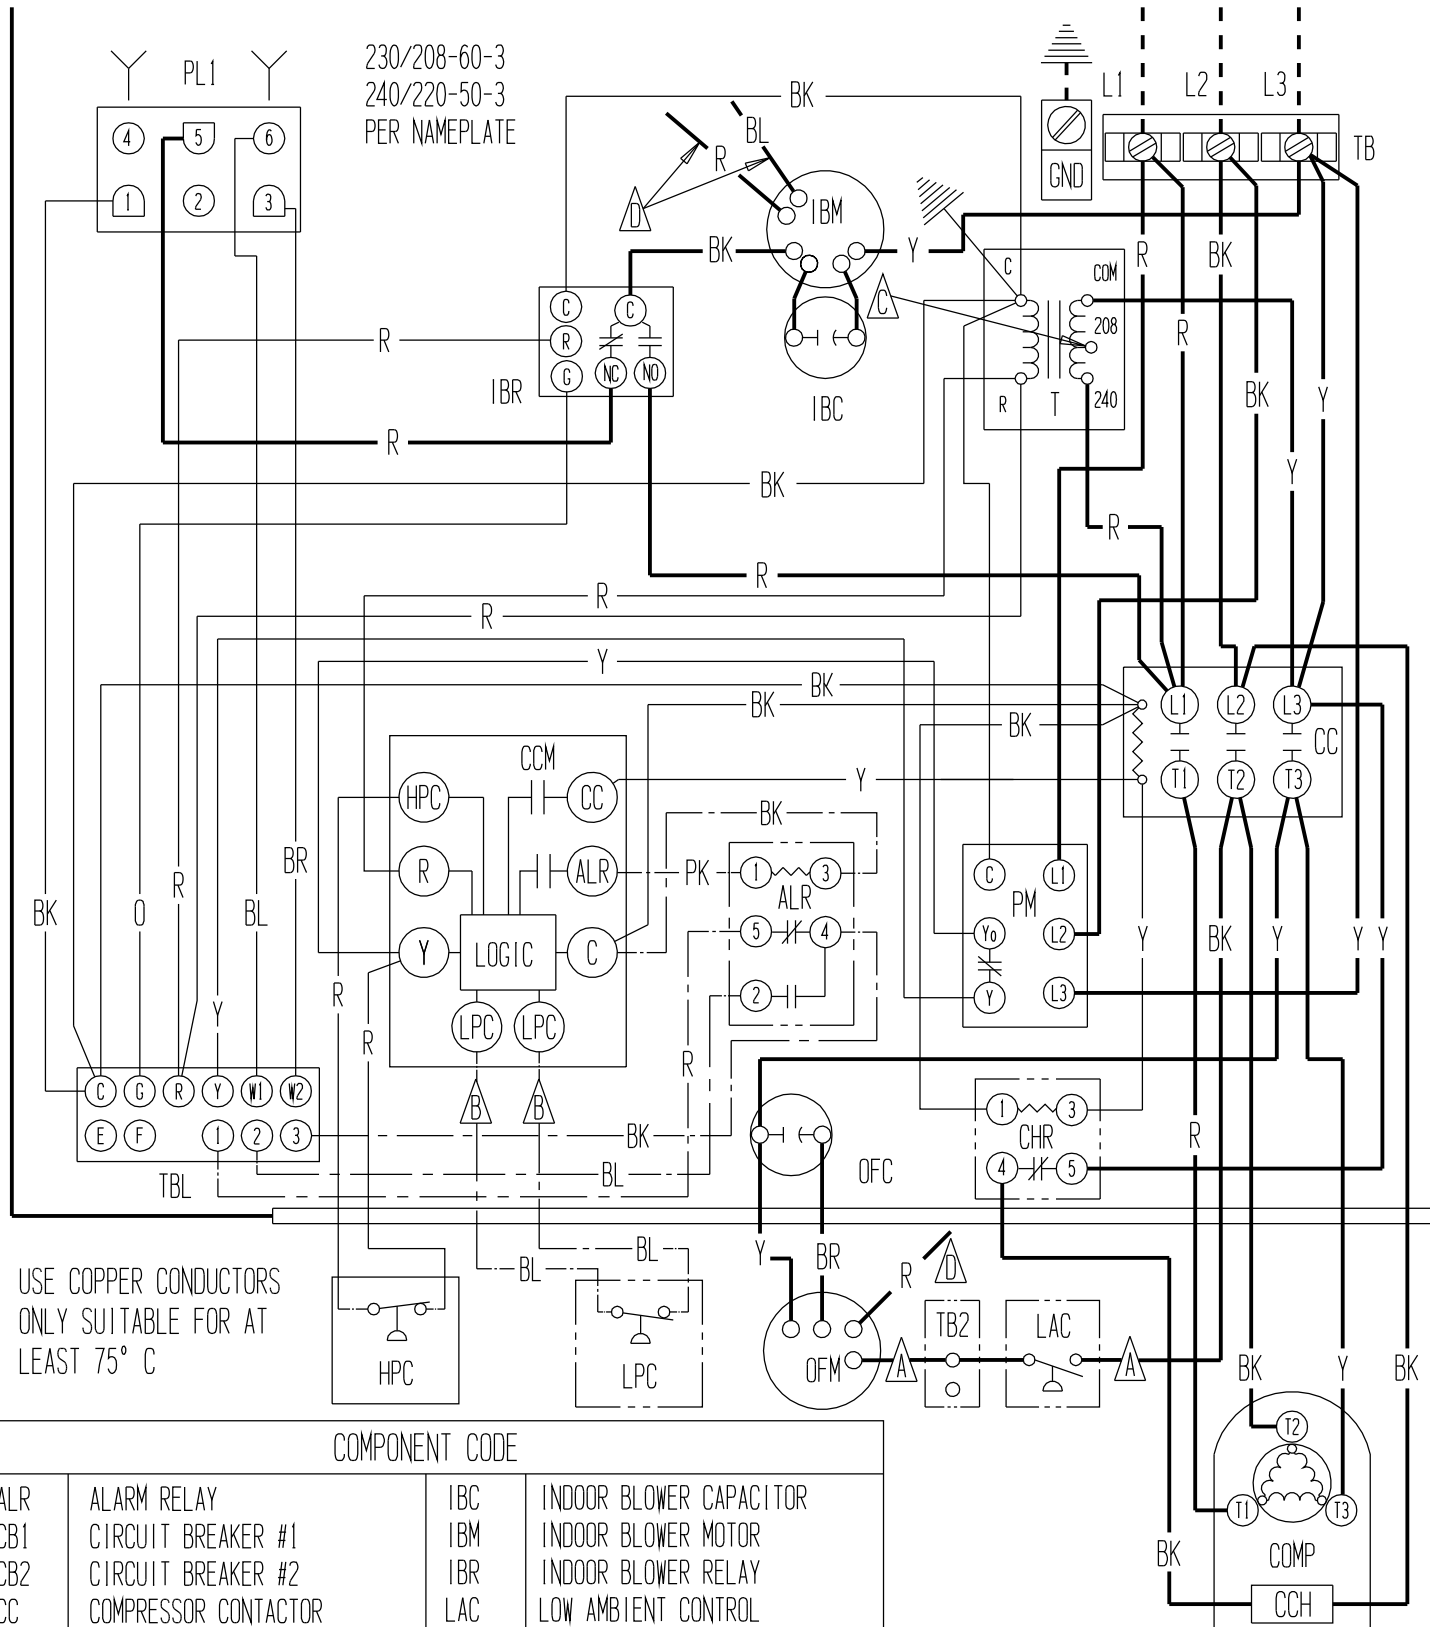 PL1
4 5 6
1 2 3
230/208-60-3
240/220-50-3
PER NAMEPLATE
BK
BL
R
D
IBM
BK
Y
C
IBC
GND
L1 L2 L3
TB
C
R
G
C
NC NO
IBR
R
R
C
COM
208
R
T
240
R
BK
R
BK
Y
Y
BK
R
R
R
R
Y
BK
BK
BK
Y
L1 L2 L3
CC
T1 T2 T3
CCM
HPC
CC
R
ALR
Y
LOGIC
C
LPC LPC
BK
PK
1 3
ALR
5 4
2
C
L1
PM
Yo
L2
Y
L3
BK
O
R
Y
BL
BR
R
R
R
Y
BK
Y
Y
Y
C G R Y W1 W2
E F 1 2 3
TBL
B B
BK
BL
1 3
CHR
4 5
R
OFC
BL
BL
Y
BR
R
D
USE COPPER CONDUCTORS
ONLY SUITABLE FOR AT
LEAST 75° C
HPC
LPC
OFM
A
TB2
LAC
A
BK
Y
BK
T2
T1
T3
COMP
BK
CCH
COMPONENT CODE
ALR ALARM RELAY IBC INDOOR BLOWER CAPACITOR
CB1 CIRCUIT BREAKER #1 IBM INDOOR BLOWER MOTOR
CB2 CIRCUIT BREAKER #2 IBR INDOOR BLOWER RELAY
CC COMPRESSOR CONTACTOR LAC LOW AMBIENT CONTROL